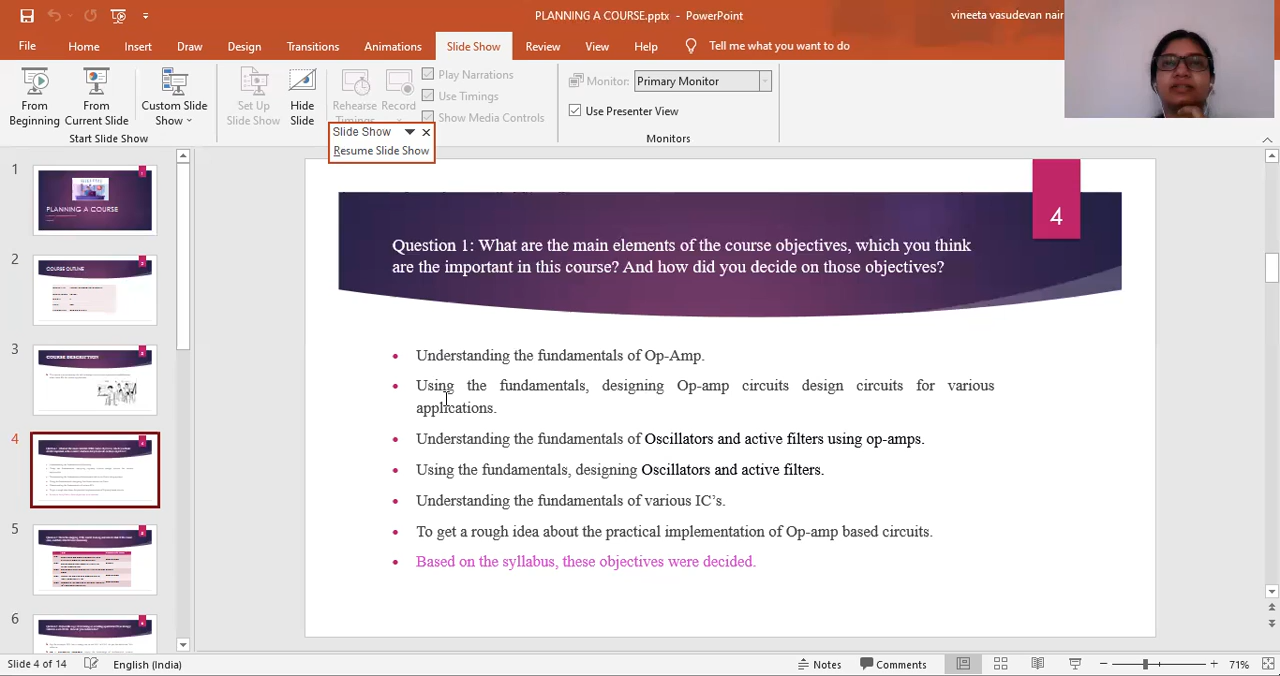 PLANNING A COURSE.pptx - PowerPoint
vineeta vasudevan nair
File Home Insert Draw Design Transitions Animations Slide Show Review View Help Tell me what you want to do
From Beginning
From Current Slide
Custom Slide Show
Set Up Slide Show
Hide Slide
Rehearse Timings
Record
Play Narrations
Use Timings
Show Media Controls
Monitor: Primary Monitor
Use Presenter View
Start Slide Show
Monitors
Slide Show
Resume Slide Show
1
PLANNING A COURSE
2
COURSE OUTLINE
3
COURSE DESCRIPTION
4
5
6
4
Question 1: What are the main elements of the course objectives, which you think
are the important in this course? And how did you decide on those objectives?
• Understanding the fundamentals of Op-Amp.
• Using the fundamentals, designing Op-amp circuits design circuits for various
applications.
• Understanding the fundamentals of Oscillators and active filters using op-amps.
• Using the fundamentals, designing Oscillators and active filters.
• Understanding the fundamentals of various IC's.
• To get a rough idea about the practical implementation of Op-amp based circuits.
• Based on the syllabus, these objectives were decided.
Slide 4 of 14 English (India) Notes Comments 71%